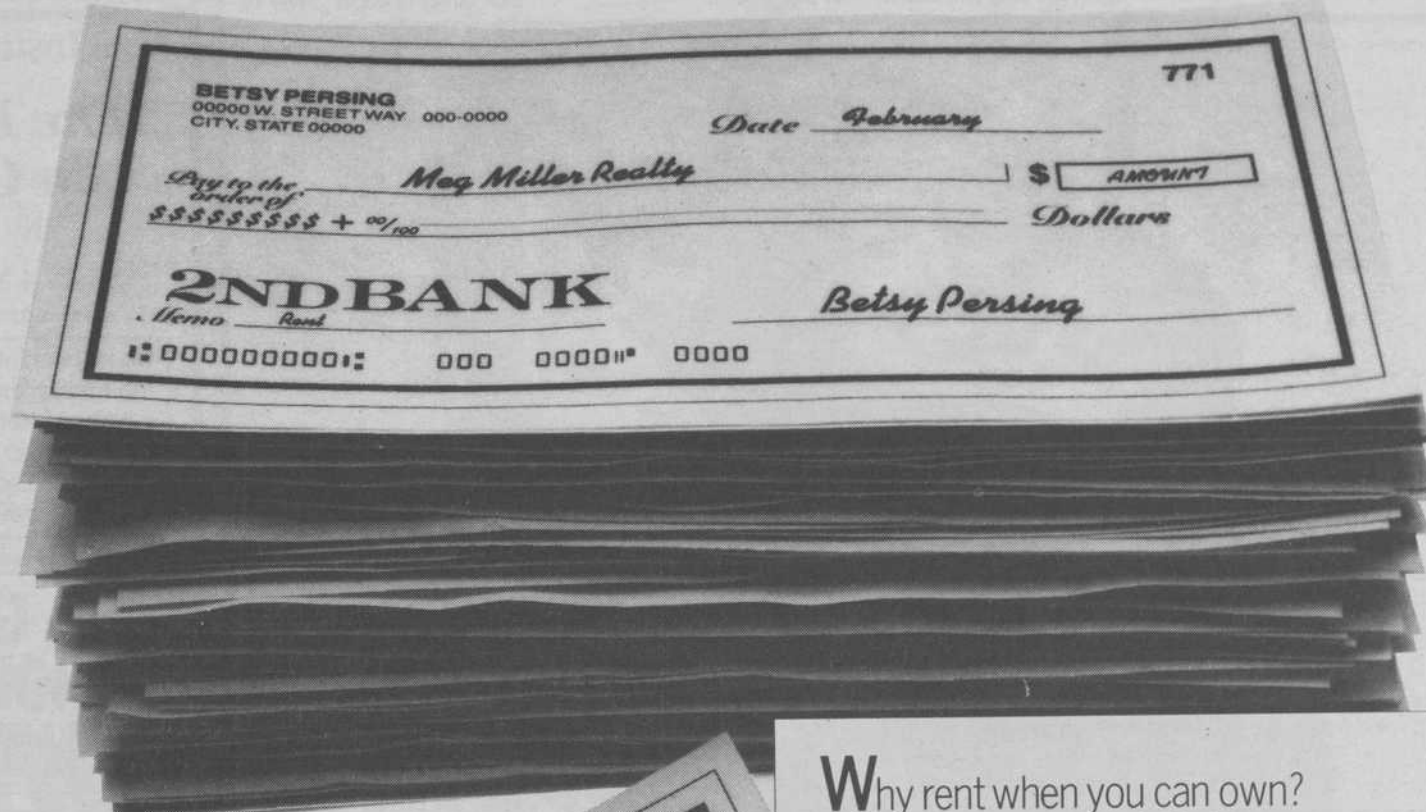 771
BETSY PERSING
00000 W. STREET WAY 000-0000
CITY, STATE 00000
Date February
Pay to the order of Meg Miller Realty $ AMOUNT
$$$$$$$$$ + 00/100 Dollars
2ND BANK
Memo Rent Betsy Persing
⑆000000000⑆ 000 0000⑈ 0000
Why rent when you can own?